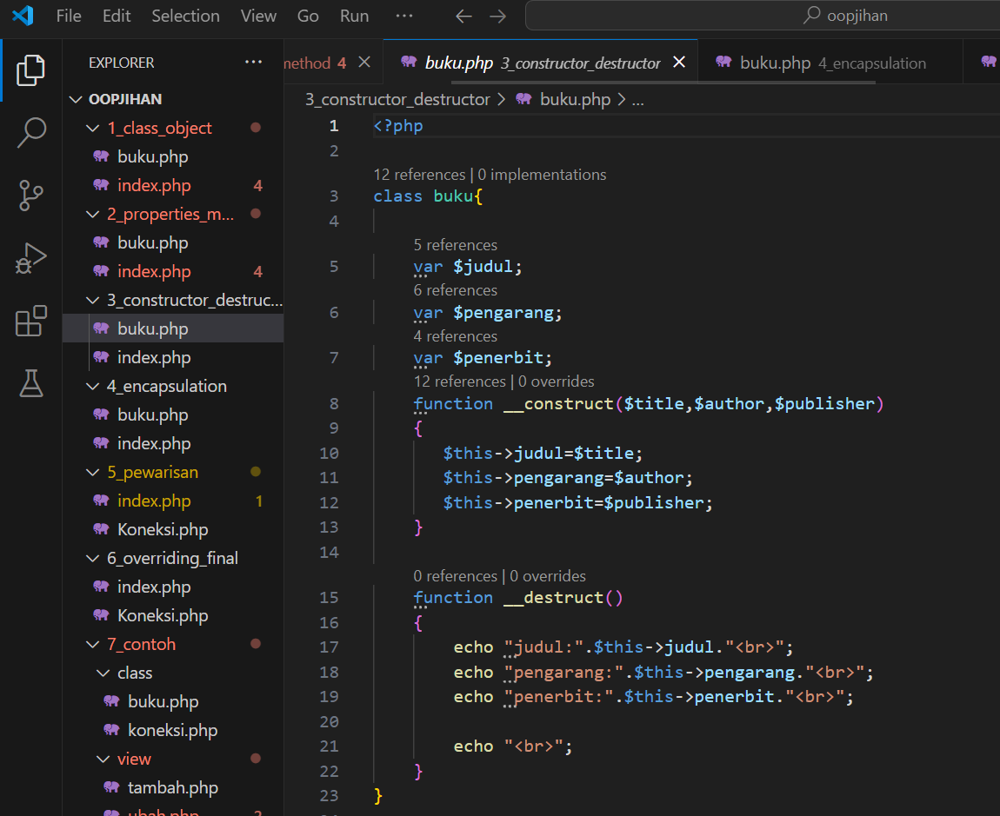 File Edit Selection View Go Run ··· ← → oopjihan
EXPLORER ···
method 4 × buku.php 3_constructor_destructor × buku.php 4_encapsulation
3_constructor_destructor > buku.php > ...
OOPJIHAN
1_class_object
buku.php
index.php 4
2_properties_m...
buku.php
index.php 4
3_constructor_destruc...
buku.php
index.php
4_encapsulation
buku.php
index.php
5_pewarisan
index.php 1
Koneksi.php
6_overriding_final
index.php
Koneksi.php
7_contoh
class
buku.php
koneksi.php
view
tambah.php
ubah.php 2
1 <?php
2
12 references | 0 implementations
3 class buku{
4
5 references
5 var $judul;
6 references
6 var $pengarang;
4 references
7 var $penerbit;
12 references | 0 overrides
8 function __construct($title,$author,$publisher)
9 {
10 $this->judul=$title;
11 $this->pengarang=$author;
12 $this->penerbit=$publisher;
13 }
14
0 references | 0 overrides
15 function __destruct()
16 {
17 echo "judul:".$this->judul."<br>";
18 echo "pengarang:".$this->pengarang."<br>";
19 echo "penerbit:".$this->penerbit."<br>";
20
21 echo "<br>";
22 }
23 }